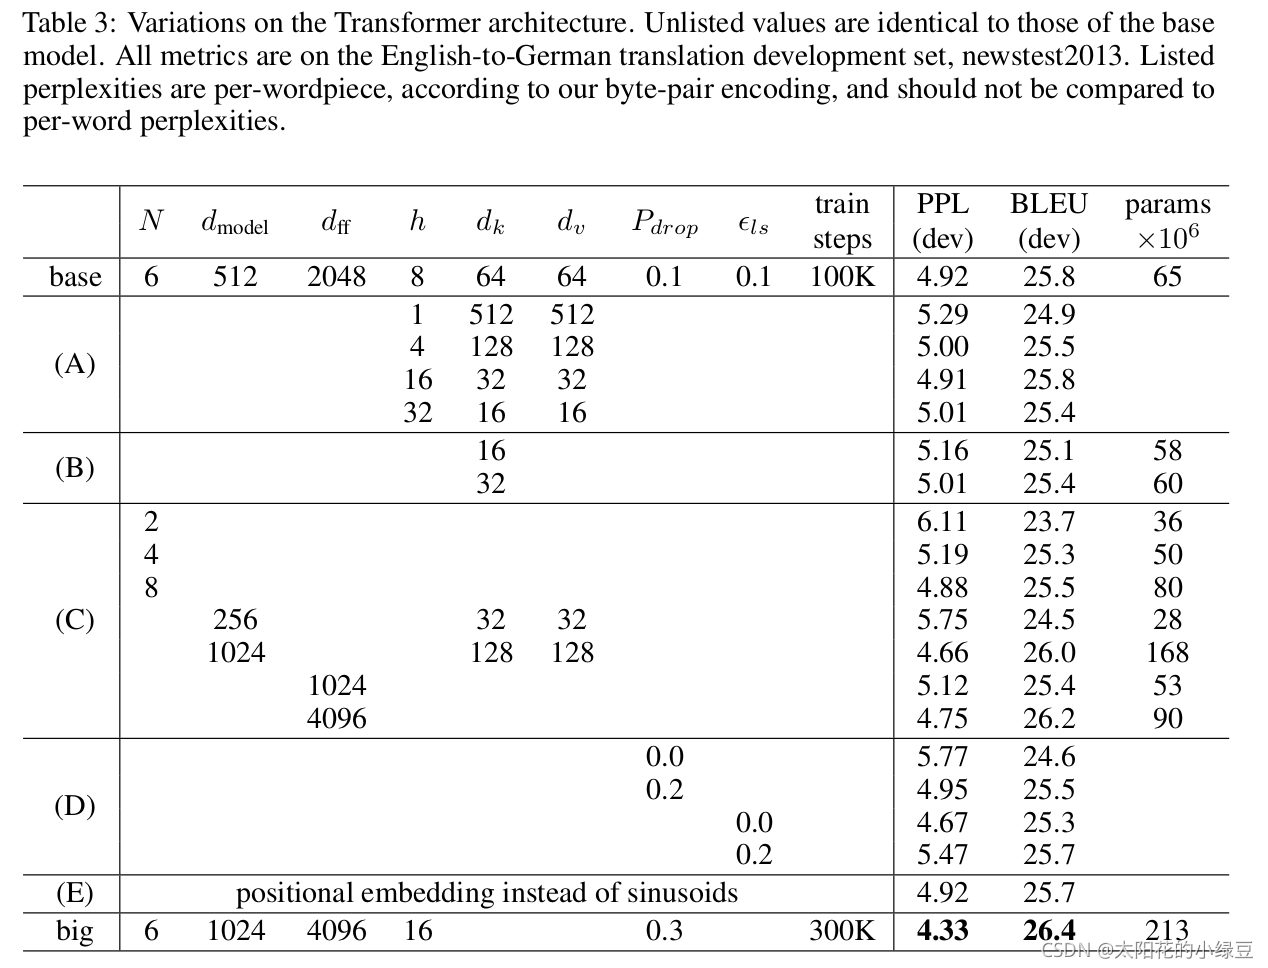 Table 3: Variations on the Transformer architecture. Unlisted values are identical to those of the base
model. All metrics are on the English-to-German translation development set, newstest2013. Listed
perplexities are per-wordpiece, according to our byte-pair encoding, and should not be compared to
per-word perplexities.
N d_model d_ff h d_k d_v P_drop ϵ_ls train steps PPL (dev) BLEU (dev) params ×10^6
base 6 512 2048 8 64 64 0.1 0.1 100K 4.92 25.8 65
(A)
1 512 512 5.29 24.9
4 128 128 5.00 25.5
16 32 32 4.91 25.8
32 16 16 5.01 25.4
(B)
16 5.16 25.1 58
32 5.01 25.4 60
(C)
2 6.11 23.7 36
4 5.19 25.3 50
8 4.88 25.5 80
256 32 32 5.75 24.5 28
1024 128 128 4.66 26.0 168
1024 5.12 25.4 53
4096 4.75 26.2 90
(D)
0.0 5.77 24.6
0.2 4.95 25.5
0.0 4.67 25.3
0.2 5.47 25.7
(E) positional embedding instead of sinusoids 4.92 25.7
big 6 1024 4096 16 0.3 300K 4.33 26.4 213
CSDN @太阳花的小绿豆